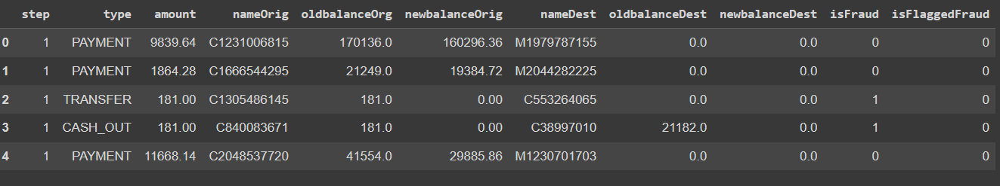 step type amount nameOrig oldbalanceOrg newbalanceOrig nameDest oldbalanceDest newbalanceDest isFraud isFlaggedFraud
0 1 PAYMENT 9839.64 C1231006815 170136.0 160296.36 M1979787155 0.0 0.0 0 0
1 1 PAYMENT 1864.28 C1666544295 21249.0 19384.72 M2044282225 0.0 0.0 0 0
2 1 TRANSFER 181.00 C1305486145 181.0 0.00 C553264065 0.0 0.0 1 0
3 1 CASH_OUT 181.00 C840083671 181.0 0.00 C38997010 21182.0 0.0 1 0
4 1 PAYMENT 11668.14 C2048537720 41554.0 29885.86 M1230701703 0.0 0.0 0 0